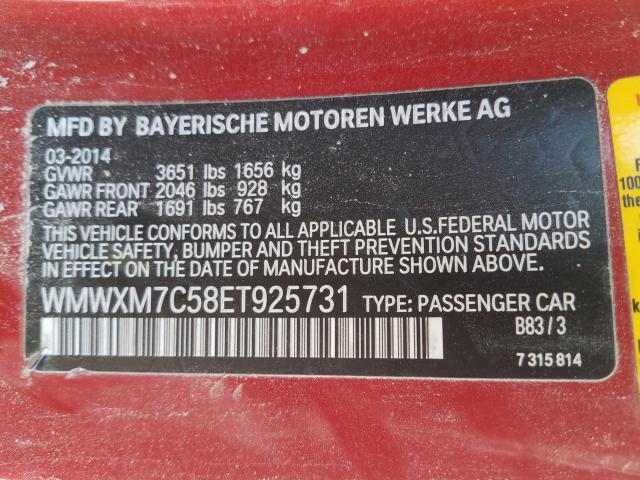 MFD BY BAYERISCHE MOTOREN WERKE AG
03-2014
GVWR 3651 lbs 1656 kg
GAWR FRONT 2046 lbs 928 kg
GAWR REAR 1691 lbs 767 kg
THIS VEHICLE CONFORMS TO ALL APPLICABLE U.S.FEDERAL MOTOR
VEHICLE SAFETY, BUMPER AND THEFT PREVENTION STANDARDS
IN EFFECT ON THE DATE OF MANUFACTURE SHOWN ABOVE.
WMWXM7C58ET925731 TYPE: PASSENGER CAR
B83 / 3
7 315 814
100
the